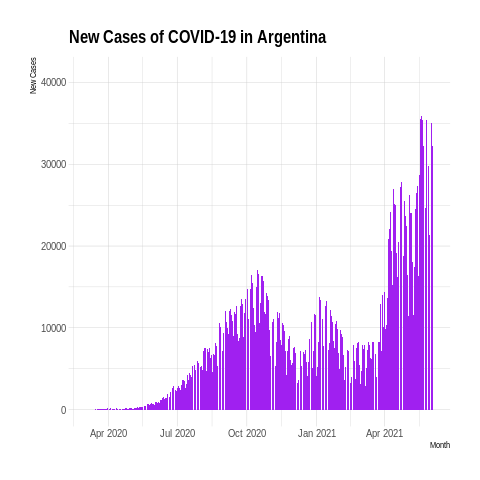 New Cases of COVID-19 in Argentina
New Cases
40000
30000
20000
10000
0
Apr 2020 Jul 2020 Oct 2020 Jan 2021 Apr 2021
Month